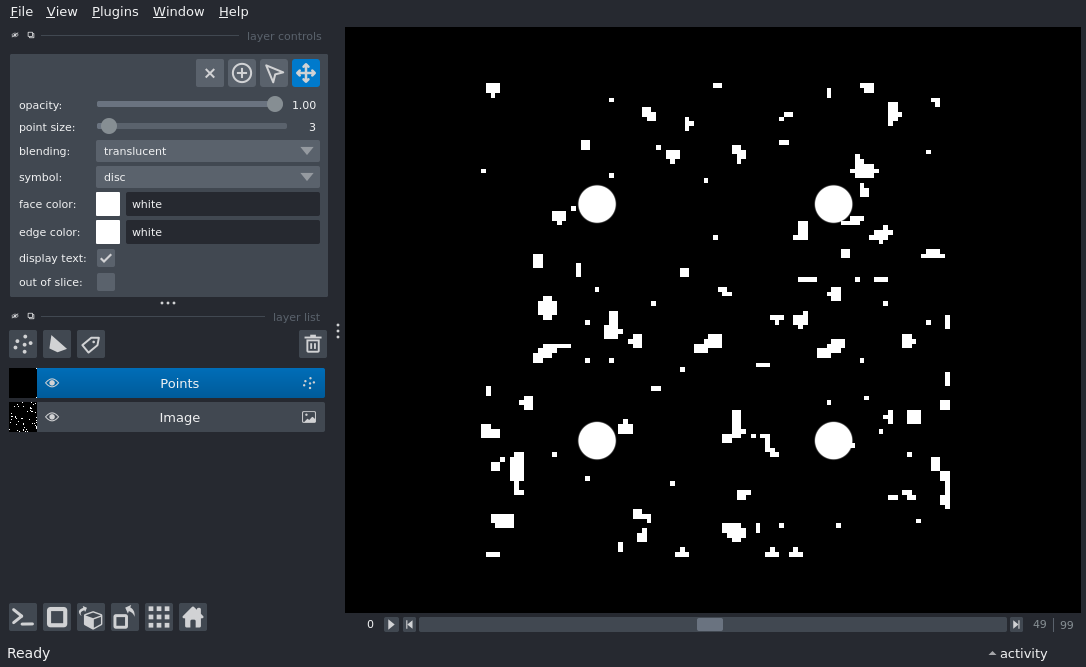 File View Plugins Window Help
layer controls
opacity: 1.00
point size: 3
blending: translucent
symbol: disc
face color: white
edge color: white
display text:
out of slice:
layer list
Points
Image
0 49 | 99
Ready activity